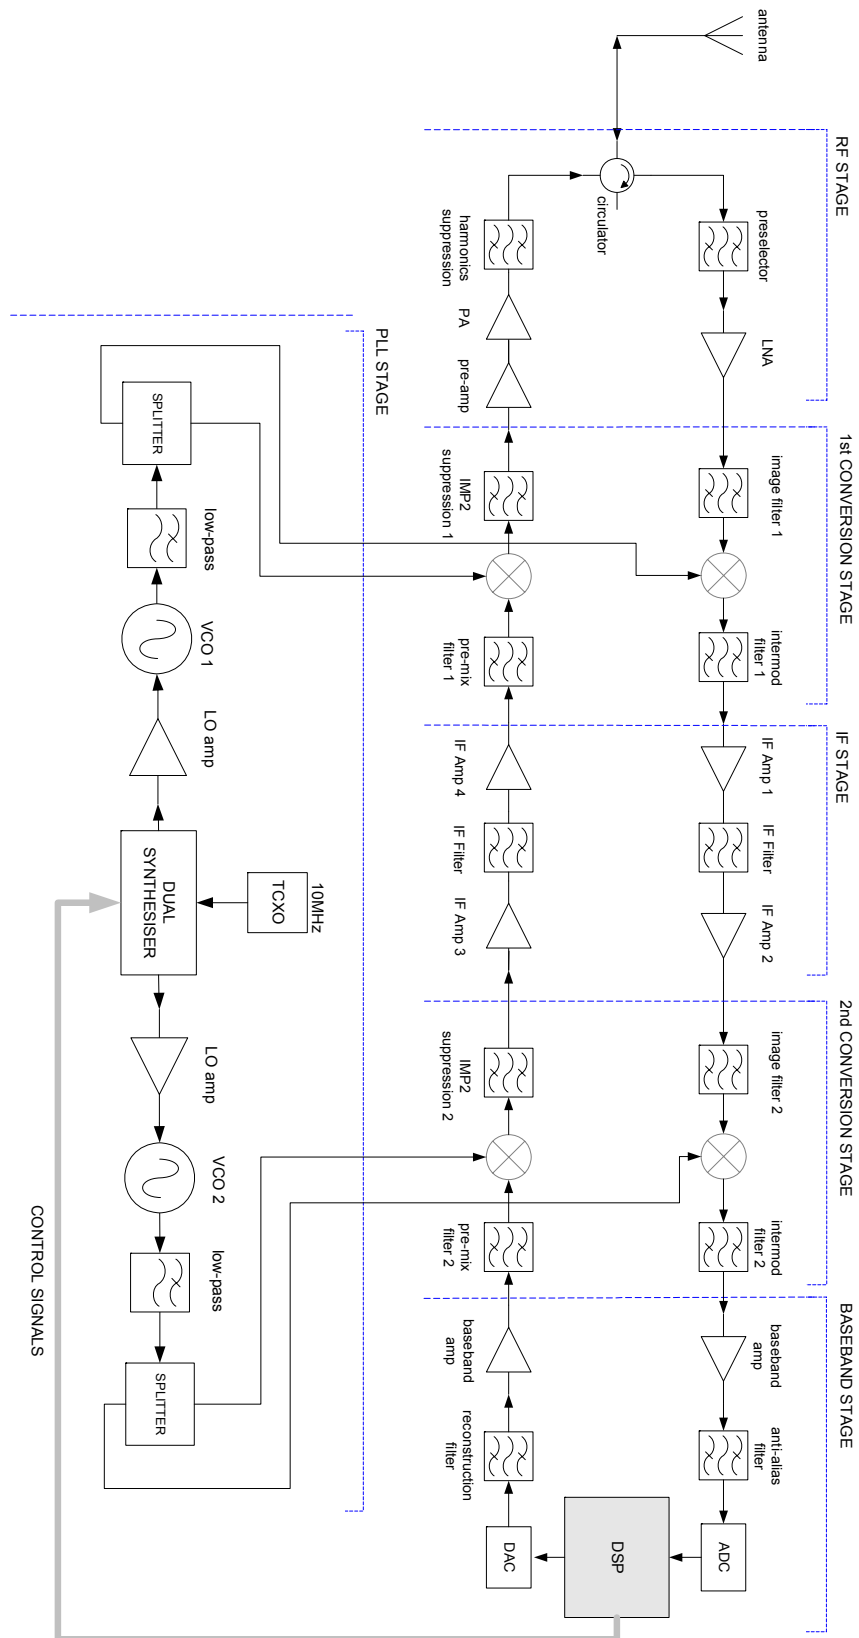 antenna
RF STAGE
circulator
preselector
harmonics
suppression
LNA
PA
pre-amp
1st CONVERSION STAGE
image filter 1
IMP2
suppression 1
intermod
filter 1
pre-mix
filter 1
IF STAGE
IF Amp 1
IF Filter
IF Amp 2
IF Amp 4
IF Filter
IF Amp 3
2nd CONVERSION STAGE
image filter 2
IMP2
suppression 2
intermod
filter 2
pre-mix
filter 2
BASEBAND STAGE
baseband
amp
anti-alias
filter
ADC
baseband
amp
reconstruction
filter
DAC
DSP
PLL STAGE
SPLITTER
low-pass
VCO 1
LO amp
DUAL
SYNTHESISER
10MHz
TCXO
LO amp
VCO 2
low-pass
SPLITTER
CONTROL SIGNALS